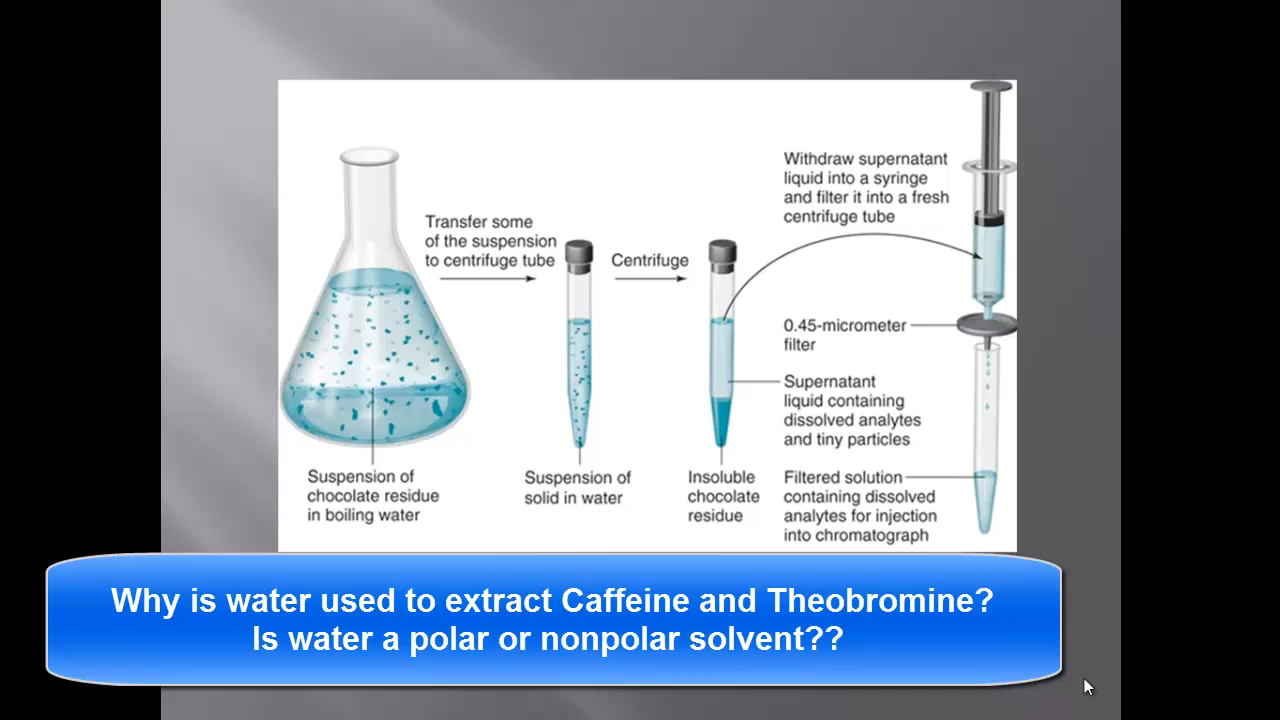 Withdraw supernatant
liquid into a syringe
and filter it into a fresh
centrifuge tube
Transfer some
of the suspension
to centrifuge tube
Centrifuge
0.45-micrometer
filter
Supernatant
liquid containing
dissolved analytes
and tiny particles
Suspension of
chocolate residue
in boiling water
Suspension of
solid in water
Insoluble
chocolate
residue
Filtered solution
containing dissolved
analytes for injection
into chromatograph
Why is water used to extract Caffeine and Theobromine?
Is water a polar or nonpolar solvent??